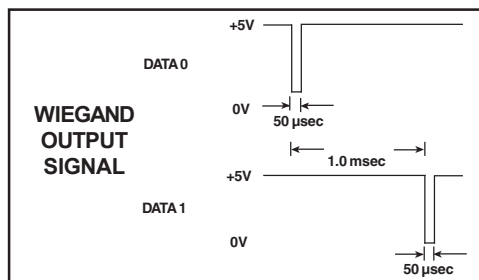 +5V
DATA 0
0V
50 µsec
WIEGAND
OUTPUT
SIGNAL
1.0 msec
+5V
DATA 1
0V
50 µsec